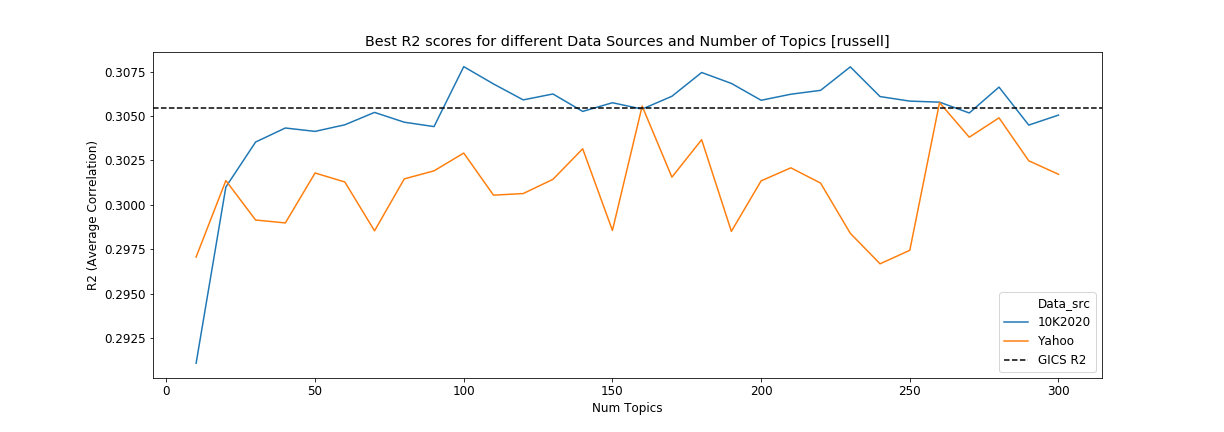 Best R2 scores for different Data Sources and Number of Topics [russell]
R2 (Average Correlation)
0.3075
0.3050
0.3025
0.3000
0.2975
0.2950
0.2925
0
50
100
150
200
250
300
Num Topics
Data_src
10K2020
Yahoo
GICS R2